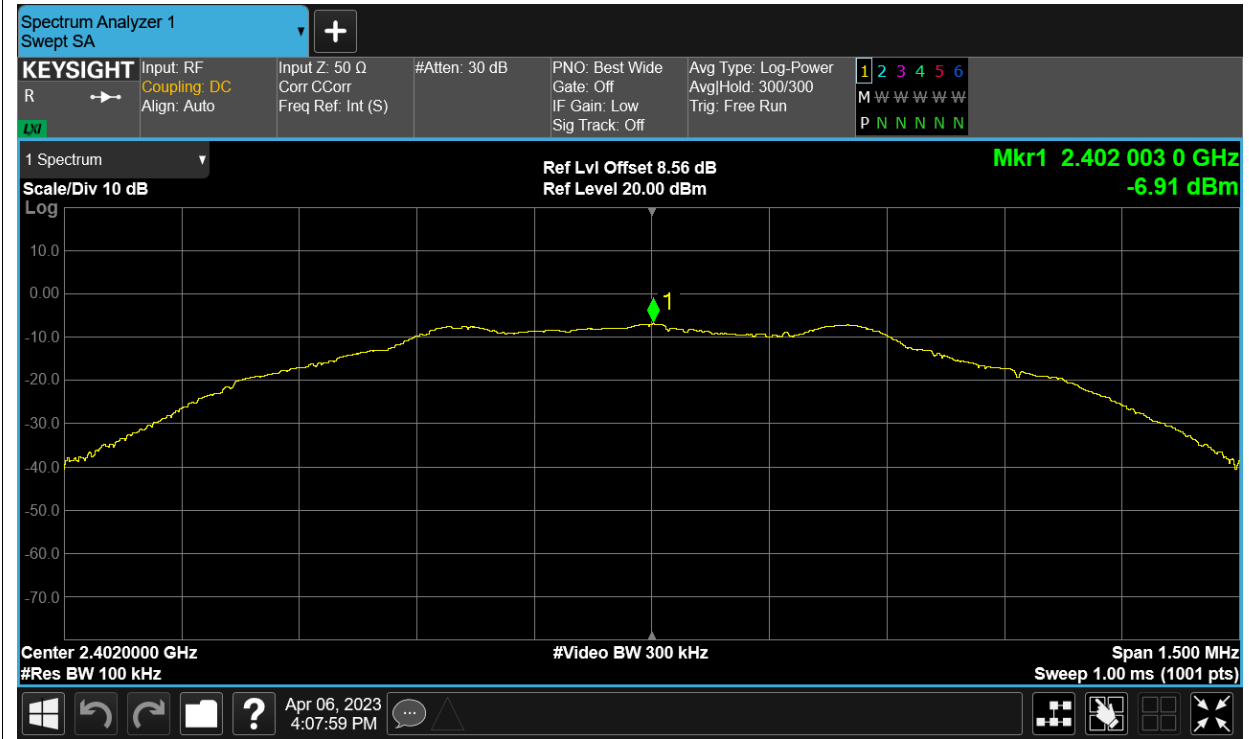 Spectrum Analyzer 1
Swept SA
+
KEYSIGHT
R
LXI
Input: RF
Coupling: DC
Align: Auto
Input Z: 50 Ω
Corr CCorr
Freq Ref: Int (S)
#Atten: 30 dB
PNO: Best Wide
Gate: Off
IF Gain: Low
Sig Track: Off
Avg Type: Log-Power
Avg|Hold: 300/300
Trig: Free Run
1 2 3 4 5 6
M W W W W W
P N N N N N
1 Spectrum
Scale/Div 10 dB
Log
Ref Lvl Offset 8.56 dB
Ref Level 20.00 dBm
Mkr1 2.402 003 0 GHz
-6.91 dBm
10.0
0.00
1
-10.0
-20.0
-30.0
-40.0
-50.0
-60.0
-70.0
Center 2.4020000 GHz
#Res BW 100 kHz
#Video BW 300 kHz
Span 1.500 MHz
Sweep 1.00 ms (1001 pts)
?
Apr 06, 2023
4:07:59 PM